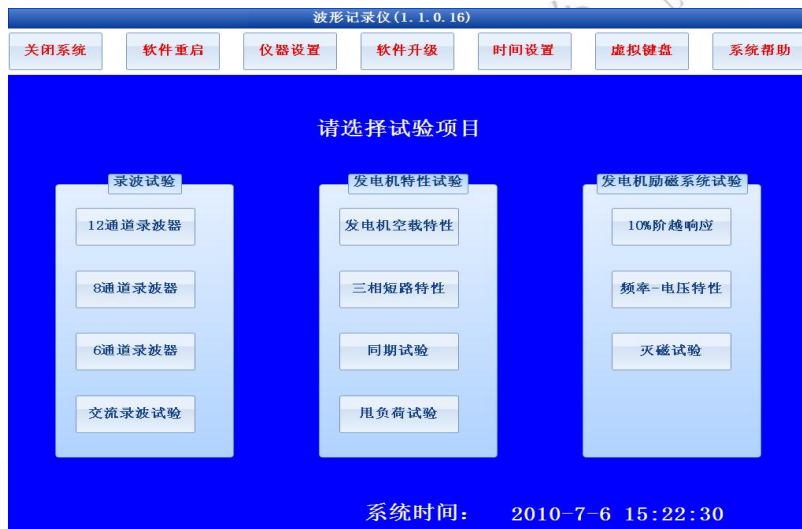 波形记录仪(1.1.0.16)
关闭系统 软件重启 仪器设置 软件升级 时间设置 虚拟键盘 系统帮助
请选择试验项目
录波试验
12通道录波器
8通道录波器
6通道录波器
交流录波试验
发电机特性试验
发电机空载特性
三相短路特性
同期试验
甩负荷试验
发电机励磁系统试验
10%阶越响应
频率-电压特性
灭磁试验
系统时间: 2010-7-6 15:22:30